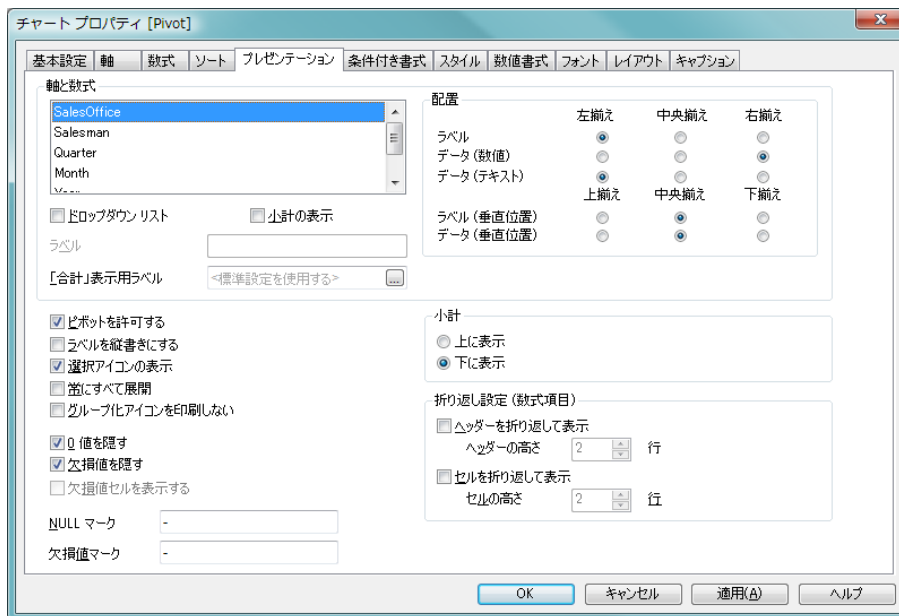 チャート プロパティ [Pivot]
基本設定 軸 数式 ソート プレゼンテーション 条件付き書式 スタイル 数値書式 フォント レイアウト キャプション
軸と数式
SalesOffice
Salesman
Quarter
Month
ドロップダウン リスト 小計の表示
ラベル
「合計」表示用ラベル <標準設定を使用する> ...
配置
左揃え 中央揃え 右揃え
ラベル
データ (数値)
データ (テキスト)
上揃え 中央揃え 下揃え
ラベル (垂直位置)
データ (垂直位置)
ピボットを許可する
ラベルを縦書きにする
選択アイコンの表示
常にすべて展開
グループ化アイコンを印刷しない
0 値を隠す
欠損値を隠す
欠損値セルを表示する
NULL マーク -
欠損値マーク -
小計
上に表示
下に表示
折り返し設定 (数式項目)
ヘッダーを折り返して表示
ヘッダーの高さ 2 行
セルを折り返して表示
セルの高さ 2 行
OK キャンセル 適用(A) ヘルプ